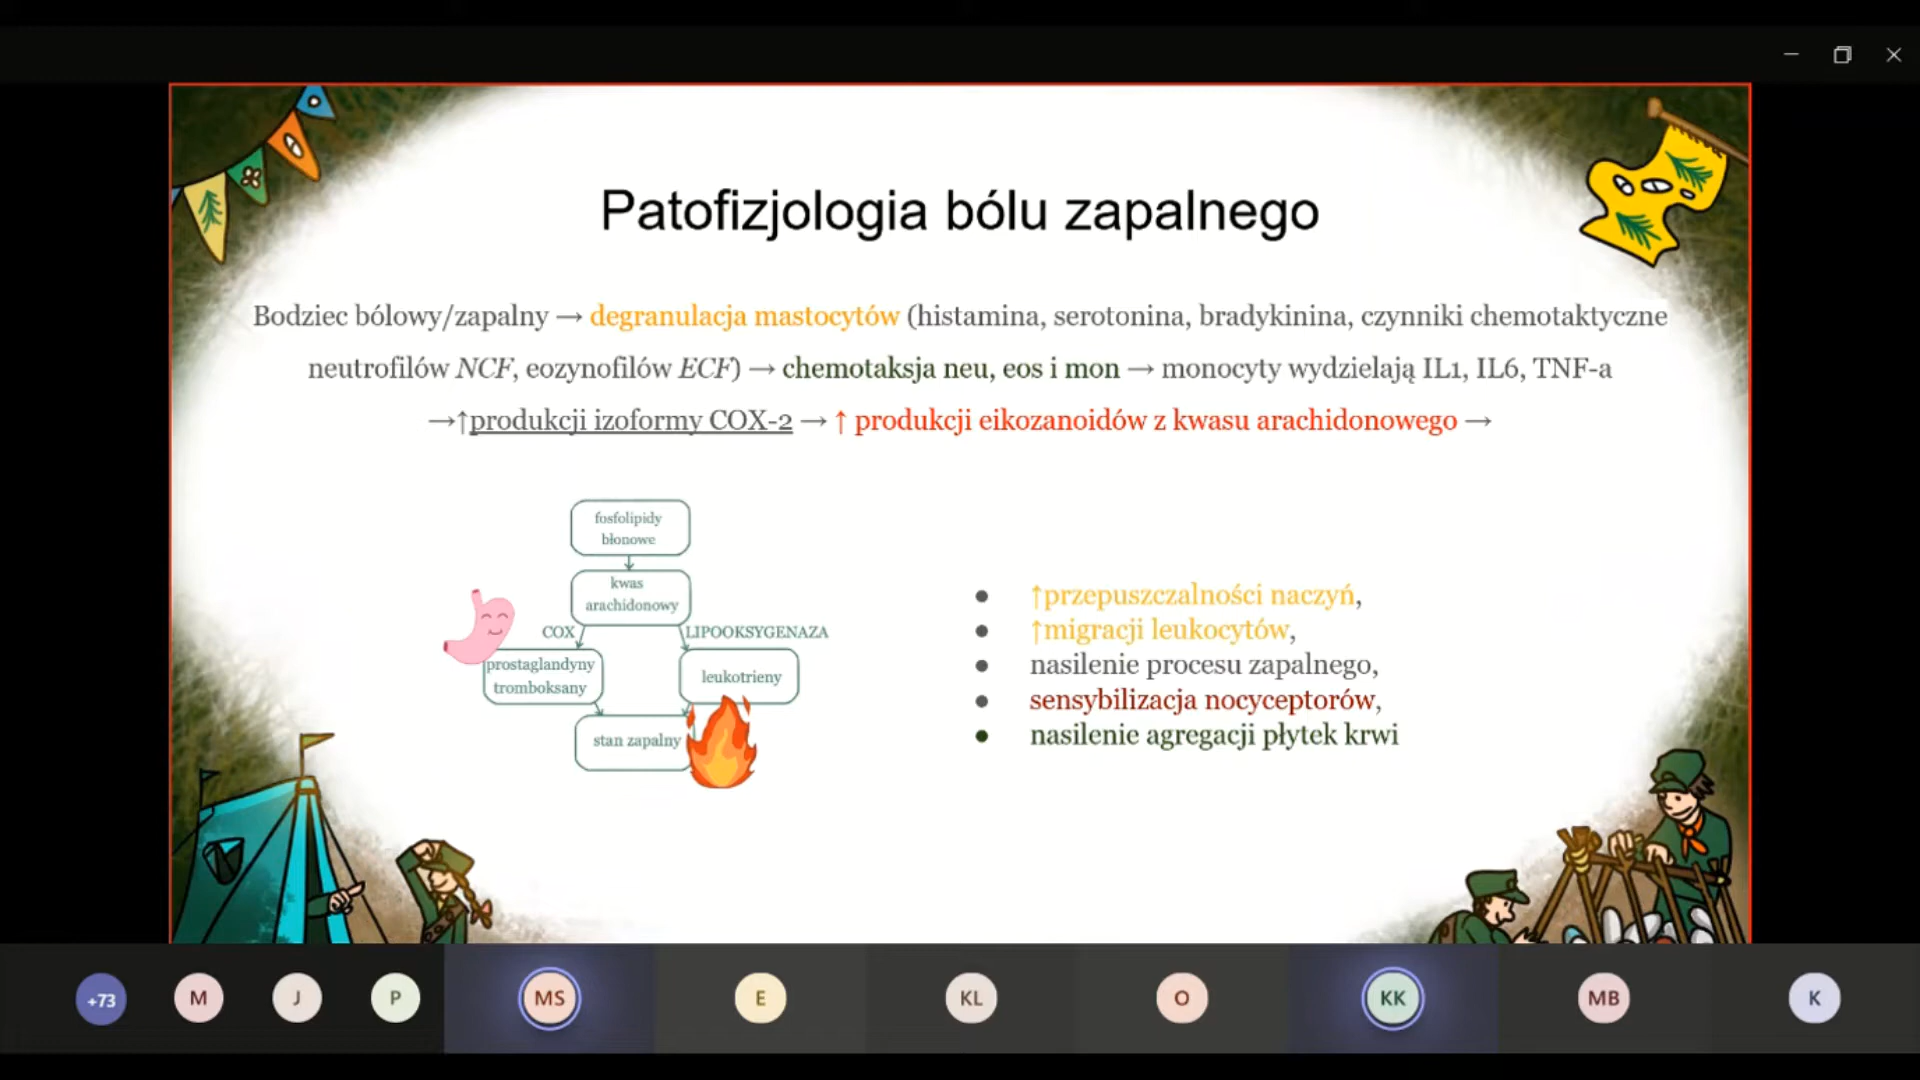 Patofizjologia bólu zapalnego
Bodziec bólowy/zapalny → degranulacja mastocytów (histamina, serotonina, bradykinina, czynniki chemotaktyczne
neutrofilów NCF, eozynofilów ECF) → chemotaksja neu, eos i mon → monocyty wydzielają IL1, IL6, TNF-a
→↑produkcji izoformy COX-2 → ↑ produkcji eikozanoidów z kwasu arachidonowego →
fosfolipidy
błonowe
kwas
arachidonowy
COX
LIPOOKSYGENAZA
prostaglandyny
tromboksany
leukotrieny
stan zapalny
● ↑przepuszczalności naczyń,
● ↑migracji leukocytów,
● nasilenie procesu zapalnego,
● sensybilizacja nocyceptorów,
● nasilenie agregacji płytek krwi
+73
M
J
P
MS
E
KL
O
KK
MB
K